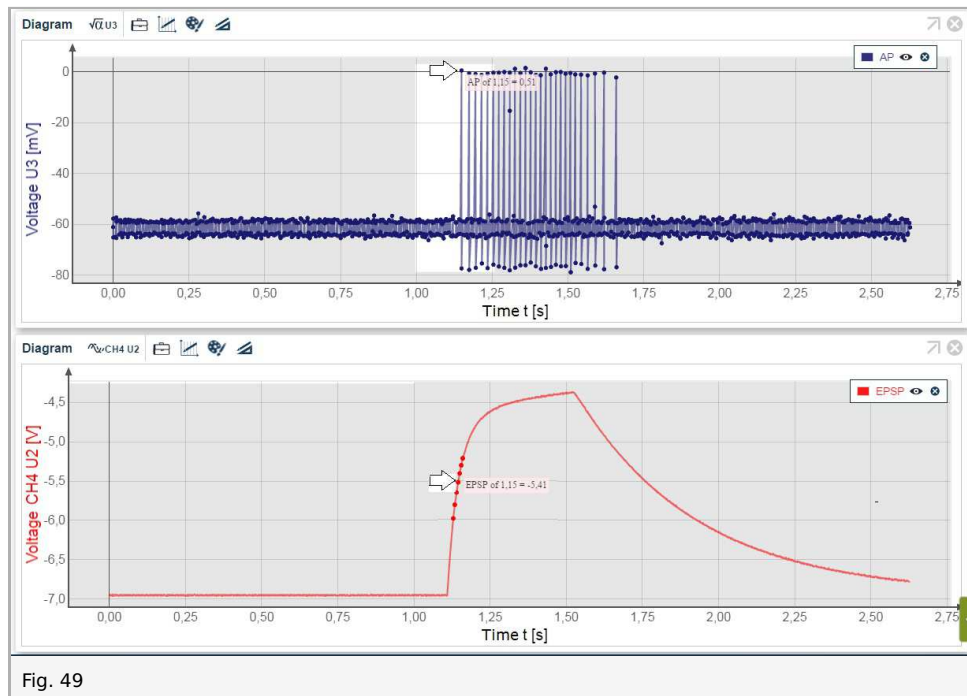 Diagram √α U3
AP
Voltage U3 [mV]
0
-20
-40
-60
-80
AP of 1,15 = 0,51
0,00 0,25 0,50 0,75 1,00 1,25 1,50 1,75 2,00 2,25 2,50 2,75
Time t [s]
Diagram CH4 U2
EPSP
Voltage CH4 U2 [V]
-4,5
-5,0
-5,5
-6,0
-6,5
-7,0
EPSP of 1,15 = -5,41
0,00 0,25 0,50 0,75 1,00 1,25 1,50 1,75 2,00 2,25 2,50 2,75
Time t [s]
Fig. 49